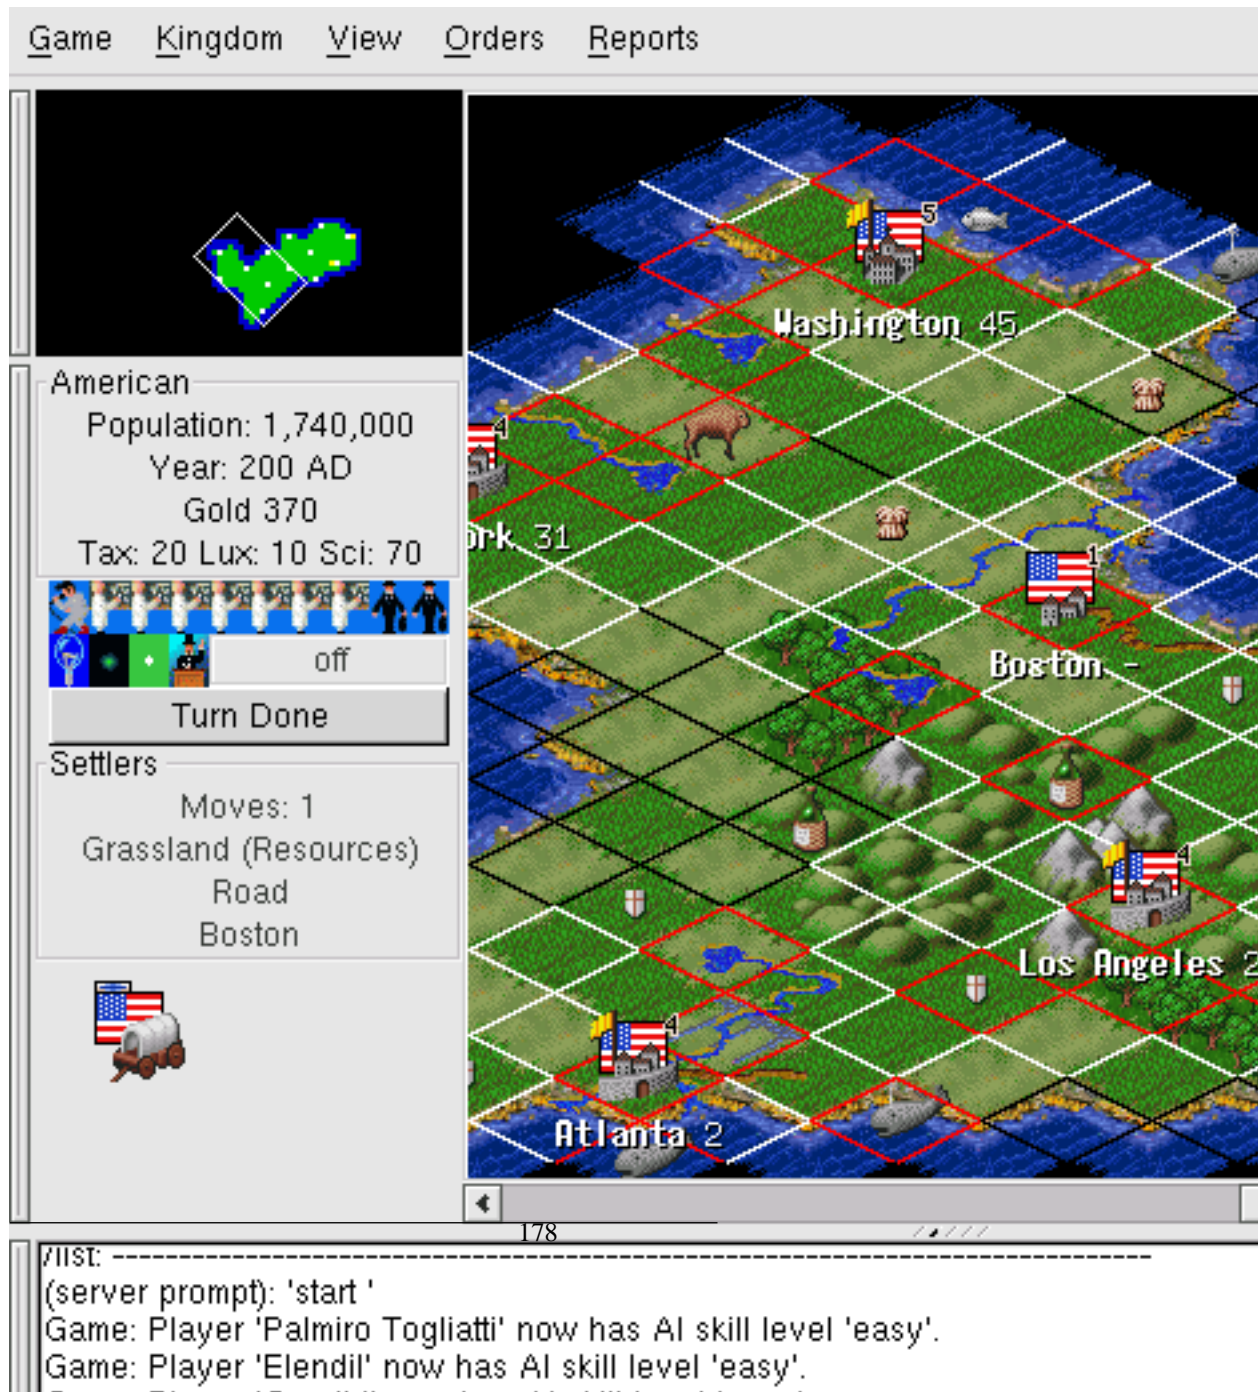 Game Kingdom View Orders Reports
American
Population: 1,740,000
Year: 200 AD
Gold 370
Tax: 20 Lux: 10 Sci: 70
off
Turn Done
Settlers
Moves: 1
Grassland (Resources)
Road
Boston
5
Washington 45
4
ork 31
1
Boston -
4
Los Angeles 2
4
Atlanta 2
178
/list: ------------------------------------------------------------------------------
(server prompt): 'start '
Game: Player 'Palmiro Togliatti' now has AI skill level 'easy'.
Game: Player 'Elendil' now has AI skill level 'easy'.